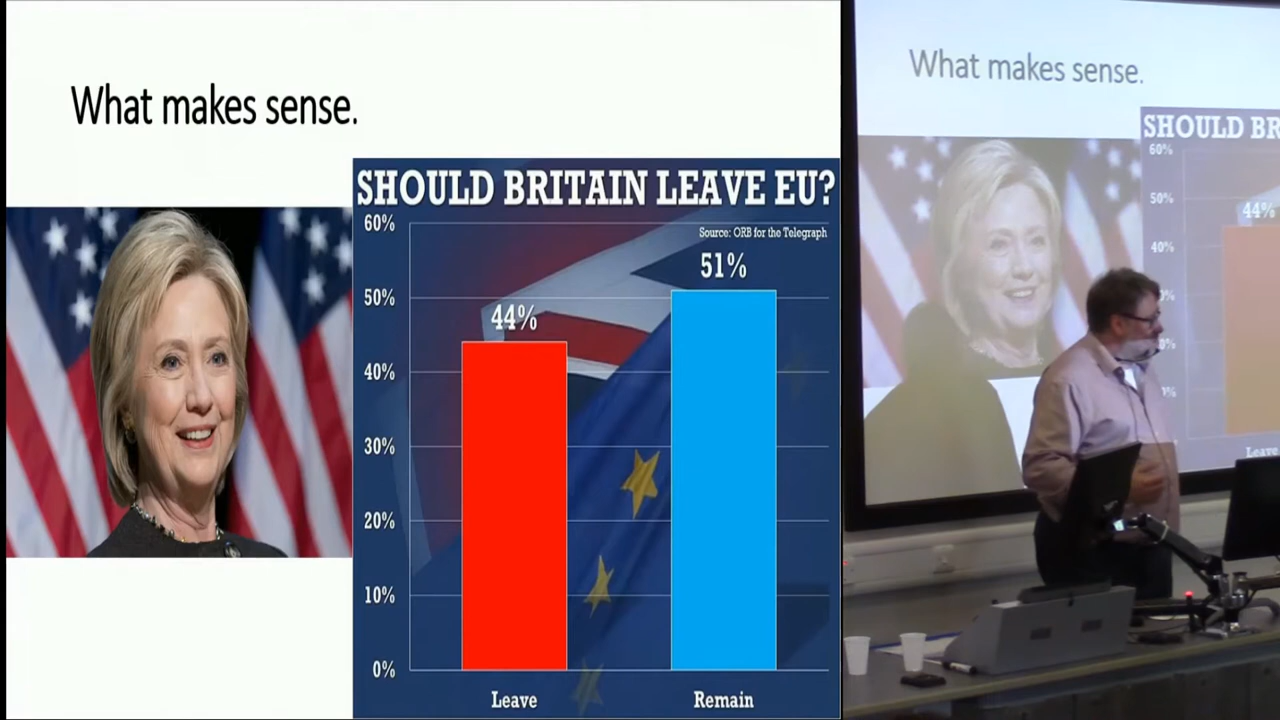 What makes sense.
SHOULD BRITAIN LEAVE EU?
60%
Source: ORB for the Telegraph
51%
50%
44%
40%
30%
20%
10%
0%
Leave
Remain
What makes sense.
SHOULD BR
60%
50%
44%
40%
Leave